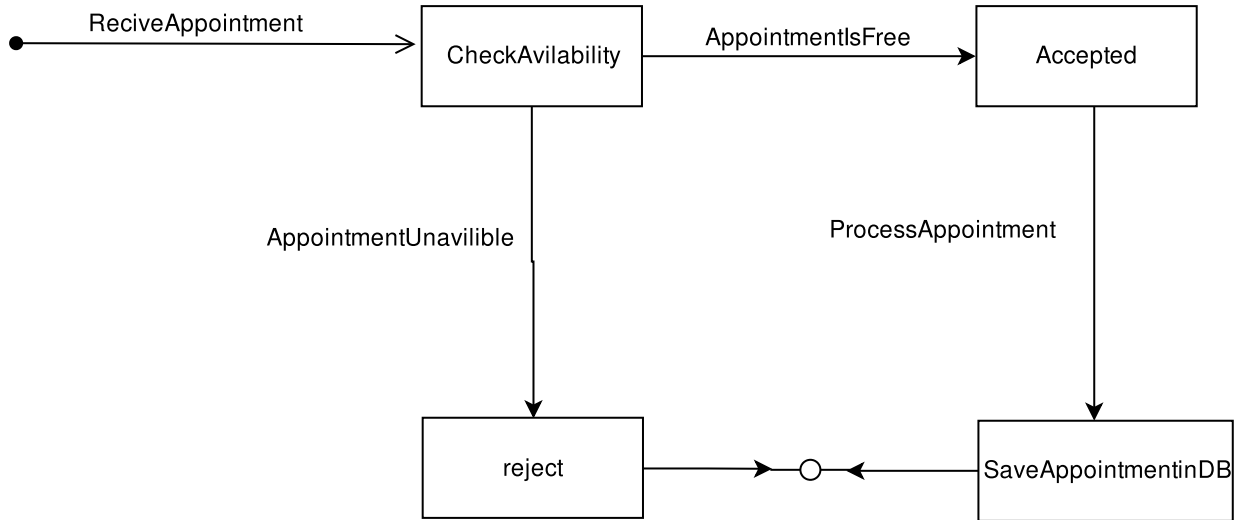 ReciveAppointment
CheckAvilability
AppointmentIsFree
Accepted
AppointmentUnavilible
ProcessAppointment
reject
SaveAppointmentinDB